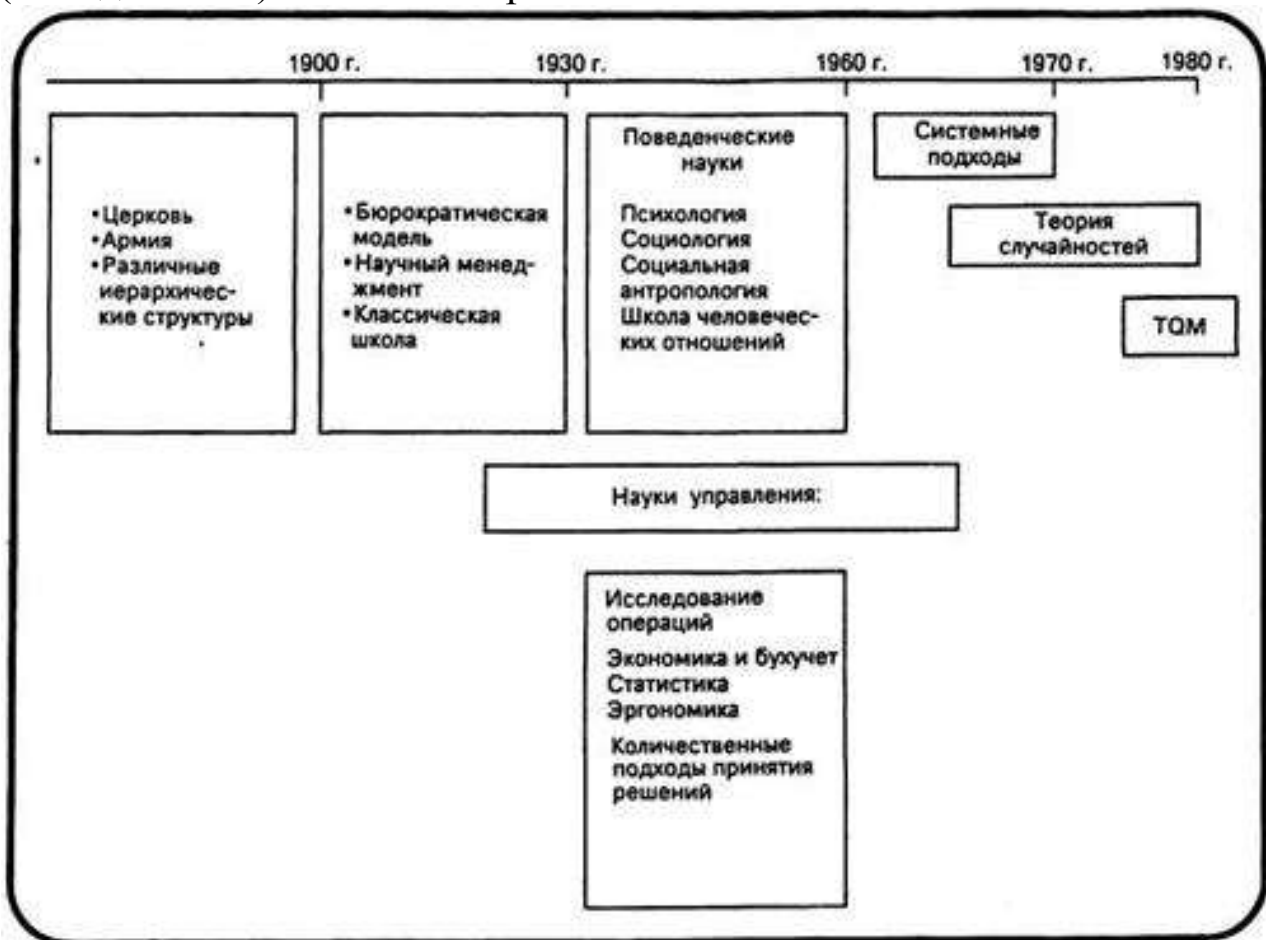 1900 г.
1930 г.
1960 г.
1970 г.
1980 г.
•Церковь
•Армия
•Различные
иерархичес-
кие структуры
•Бюрократическая
модель
•Научный менед-
жмент
•Классическая
школа
Поведенческие
науки
Психология
Социология
Социальная
антропология
Школа человечес-
ких отношений
Системные
подходы
Теория
случайностей
TQM
Науки управления:
Исследование
операций
Экономика и бухучет
Статистика
Эргономика
Количественные
подходы принятия
решений